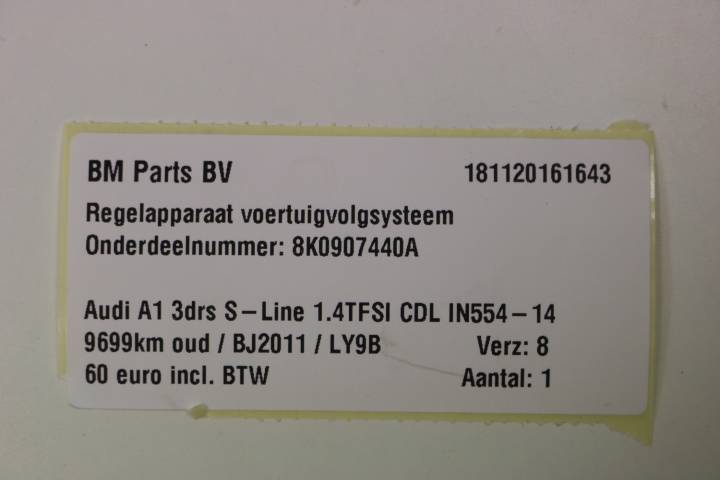 BM Parts BV 181120161643
Regelapparaat voertuigvolgsysteem
Onderdeelnummer: 8K0907440A
Audi A1 3drs S-Line 1.4TFSI CDL IN554-14
9699km oud / BJ2011 / LY9B Verz: 8
60 euro incl. BTW Aantal: 1